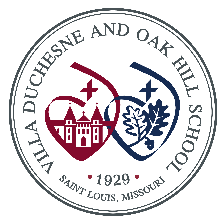 VILLA DUCHESNE AND OAK HILL SCHOOL
• 1929 •
SAINT LOUIS, MISSOURI